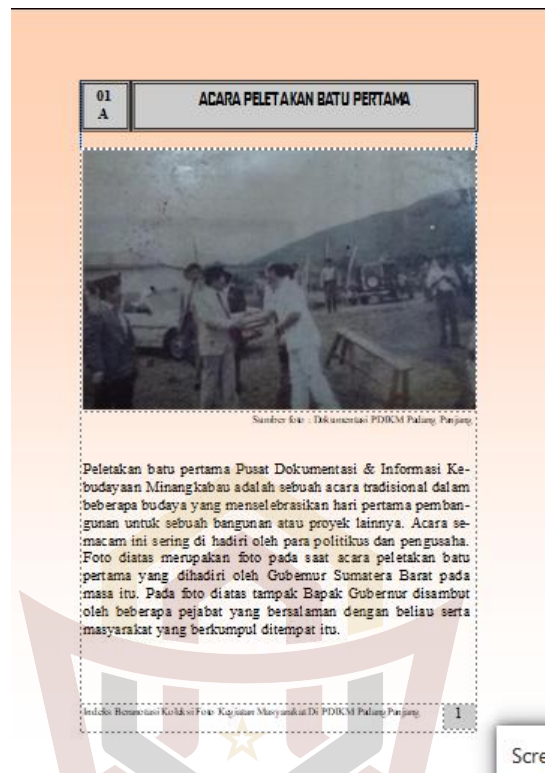 01
A
ACARA PELETAKAN BATU PERTAMA
Sumber foto : Dokumentasi PDIKM Padang Panjang
Peletakan batu pertama Pusat Dokumentasi & Informasi Ke-
budayaan Minangkabau adalah sebuah acara tradisional dalam
beberapa budaya yang menselebrasikan hari pertama pemban-
gunan untuk sebuah bangunan atau proyek lainnya. Acara se-
macam ini sering di hadiri oleh para politikus dan pengusaha.
Foto diatas merupakan foto pada saat acara peletakan batu
pertama yang dihadiri oleh Gubernur Sumatera Barat pada
masa itu. Pada foto diatas tampak Bapak Gubernur disambut
oleh beberapa pejabat yang bersalaman dengan beliau serta
masyarakat yang berkumpul ditempat itu.
Indeks Beranotasi Koleksi Foto Kegiatan Masyarakat Di PDIKM Padang Panjang
1
Scre